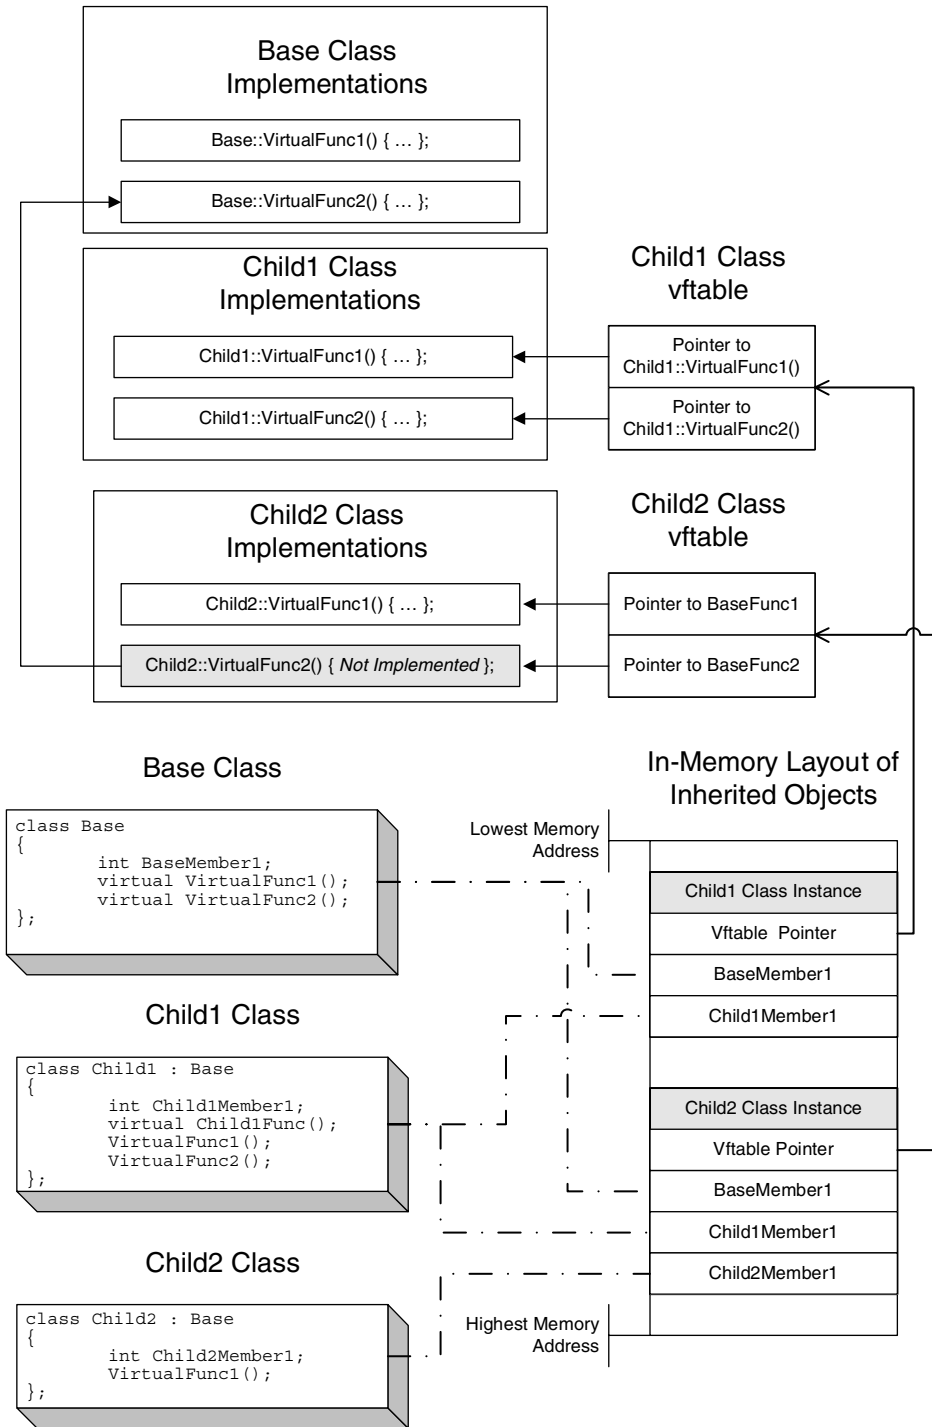 Base Class
Implementations
Base::VirtualFunc1() { … };
Base::VirtualFunc2() { … };
Child1 Class
Implementations
Child1::VirtualFunc1() { … };
Child1::VirtualFunc2() { … };
Child1 Class
vftable
Pointer to
Child1::VirtualFunc1()
Pointer to
Child1::VirtualFunc2()
Child2 Class
Implementations
Child2::VirtualFunc1() { … };
Child2::VirtualFunc2() { Not Implemented };
Child2 Class
vftable
Pointer to BaseFunc1
Pointer to BaseFunc2
Base Class
class Base
{
int BaseMember1;
virtual VirtualFunc1();
virtual VirtualFunc2();
};
Child1 Class
class Child1 : Base
{
int Child1Member1;
virtual Child1Func();
VirtualFunc1();
VirtualFunc2();
};
Child2 Class
class Child2 : Base
{
int Child2Member1;
VirtualFunc1();
};
In-Memory Layout of
Inherited Objects
Lowest Memory
Address
Child1 Class Instance
Vftable Pointer
BaseMember1
Child1Member1
Child2 Class Instance
Vftable Pointer
BaseMember1
Child1Member1
Child2Member1
Highest Memory
Address